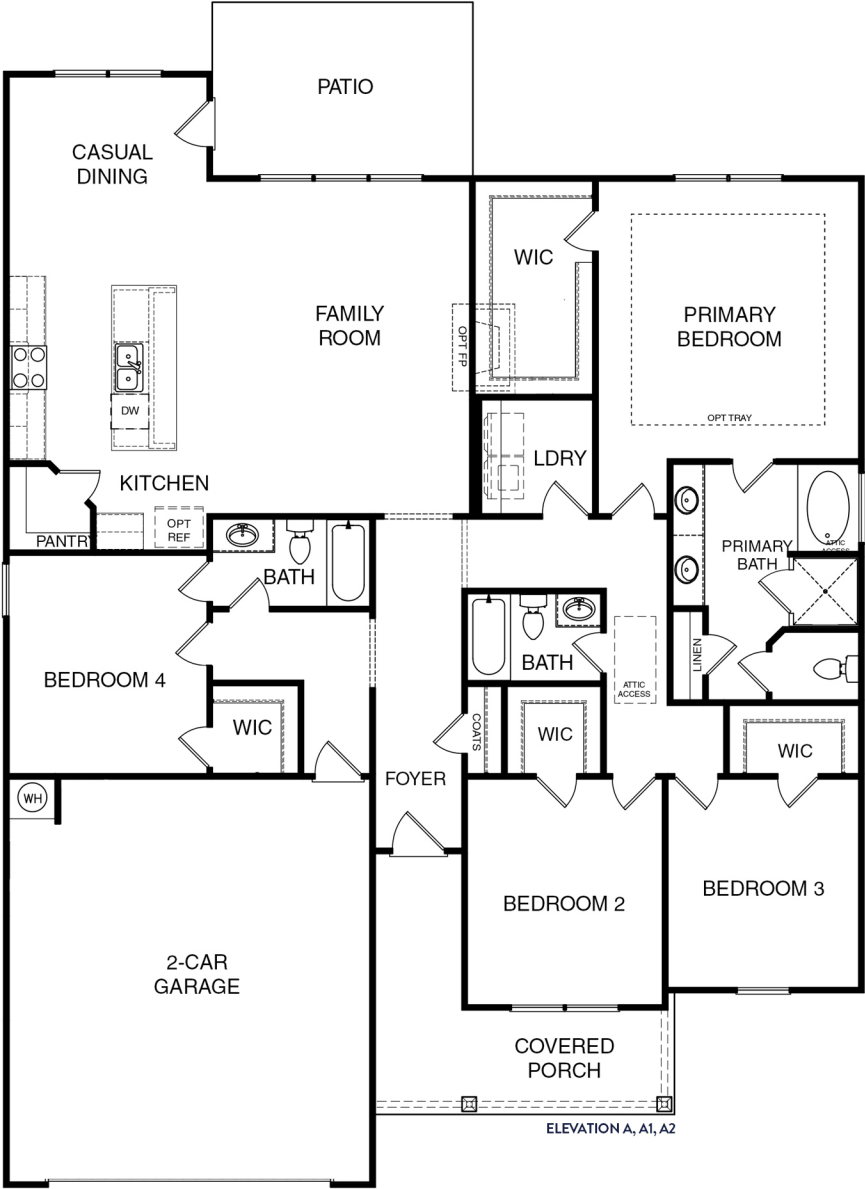 PATIO
CASUAL
DINING
WIC
FAMILY
ROOM
OPT FP
PRIMARY
BEDROOM
OPT TRAY
DW
LDRY
KITCHEN
PANTRY
OPT
REF
BATH
PRIMARY
BATH
ATTIC
ACCESS
BEDROOM 4
BATH
LINEN
ATTIC
ACCESS
WIC
COATS
WIC
WIC
FOYER
WH
BEDROOM 2
BEDROOM 3
2-CAR
GARAGE
COVERED
PORCH
ELEVATION A, A1, A2